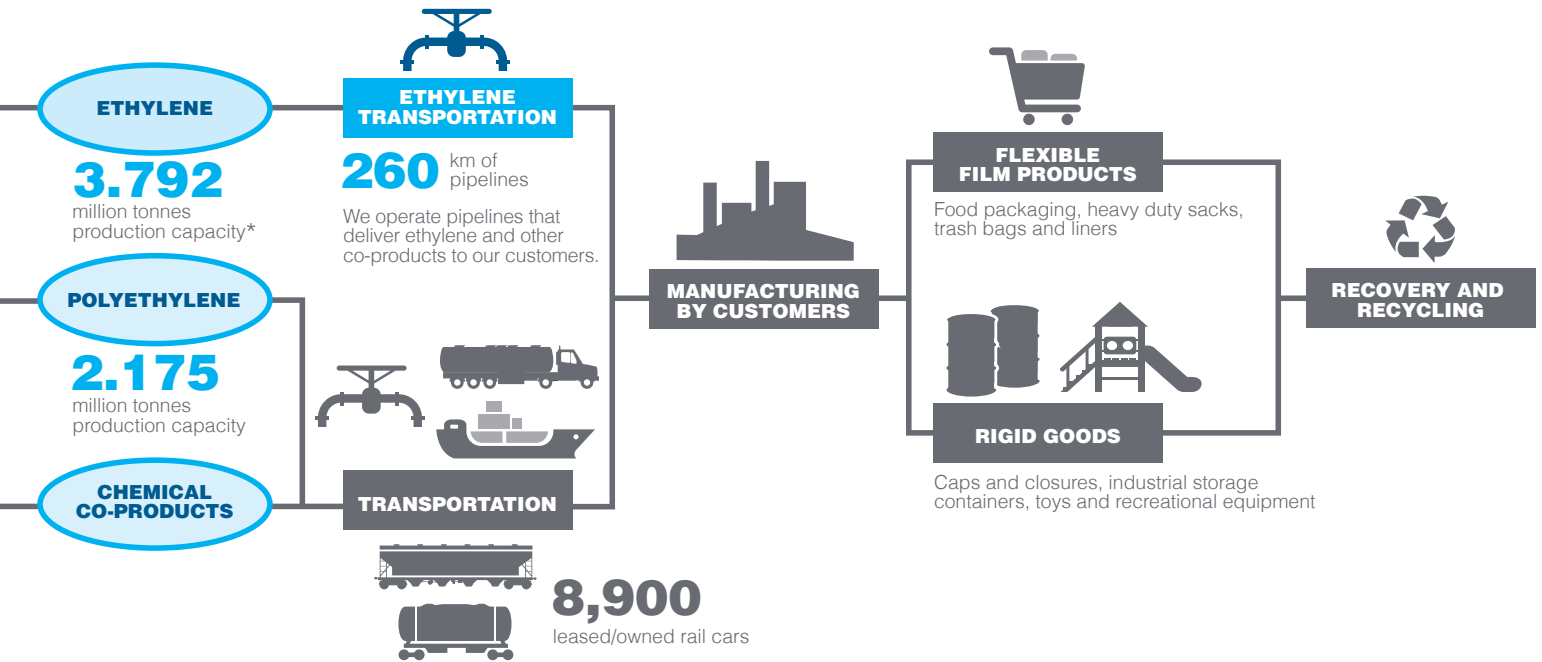 ETHYLENE
3.792
million tonnes
production capacity*
POLYETHYLENE
2.175
million tonnes
production capacity
CHEMICAL
CO-PRODUCTS
ETHYLENE
TRANSPORTATION
260
km of
pipelines
We operate pipelines that
deliver ethylene and other
co-products to our customers.
TRANSPORTATION
8,900
leased/owned rail cars
MANUFACTURING
BY CUSTOMERS
FLEXIBLE
FILM PRODUCTS
Food packaging, heavy duty sacks,
trash bags and liners
RIGID GOODS
Caps and closures, industrial storage
containers, toys and recreational equipment
RECOVERY AND
RECYCLING